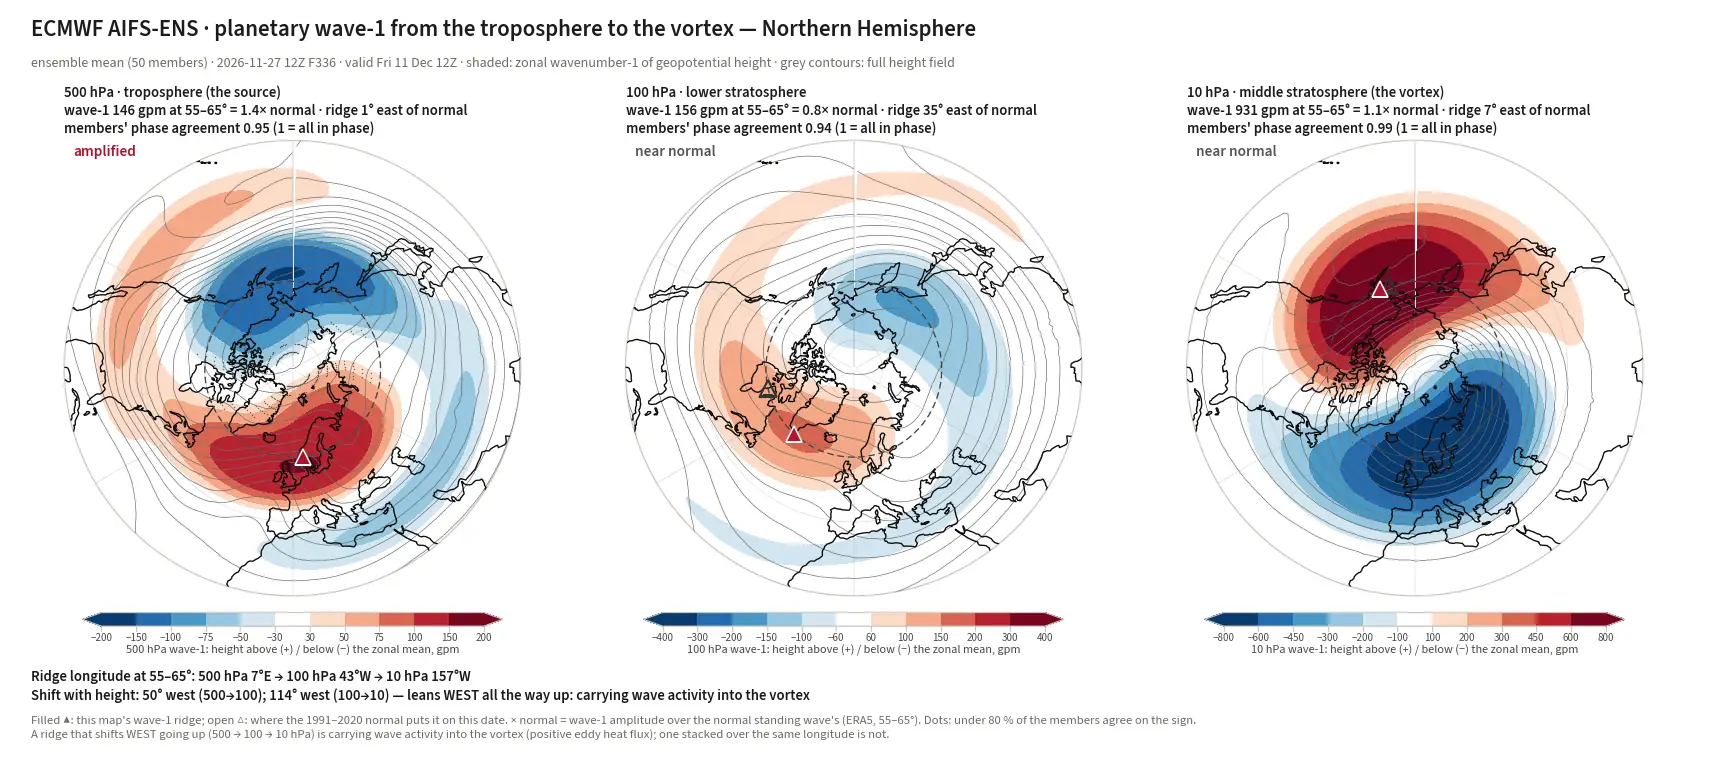 ECMWF AIFS-ENS · planetary wave-1 from the troposphere to the vortex — Northern Hemisphere
ensemble mean (50 members) · 2026-11-27 12Z F336 · valid Fri 11 Dec 12Z · shaded: zonal wavenumber-1 of geopotential height · grey contours: full height field
500 hPa · troposphere (the source)
wave-1 146 gpm at 55–65° = 1.4× normal · ridge 1° east of normal
members' phase agreement 0.95 (1 = all in phase)
amplified
100 hPa · lower stratosphere
wave-1 156 gpm at 55–65° = 0.8× normal · ridge 35° east of normal
members' phase agreement 0.94 (1 = all in phase)
near normal
10 hPa · middle stratosphere (the vortex)
wave-1 931 gpm at 55–65° = 1.1× normal · ridge 7° east of normal
members' phase agreement 0.99 (1 = all in phase)
near normal
−200 −150 −100 −75 −50 −30 30 50 75 100 150 200
500 hPa wave-1: height above (+) / below (−) the zonal mean, gpm
−400 −300 −200 −150 −100 −60 60 100 150 200 300 400
100 hPa wave-1: height above (+) / below (−) the zonal mean, gpm
−800 −600 −450 −300 −200 −100 100 200 300 450 600 800
10 hPa wave-1: height above (+) / below (−) the zonal mean, gpm
Ridge longitude at 55–65°: 500 hPa 7°E → 100 hPa 43°W → 10 hPa 157°W
Shift with height: 50° west (500→100); 114° west (100→10) — leans WEST all the way up: carrying wave activity into the vortex
Filled ▲: this map's wave-1 ridge; open △: where the 1991–2020 normal puts it on this date. × normal = wave-1 amplitude over the normal standing wave's (ERA5, 55–65°). Dots: under 80 % of the members agree on the sign.
A ridge that shifts WEST going up (500 → 100 → 10 hPa) is carrying wave activity into the vortex (positive eddy heat flux); one stacked over the same longitude is not.